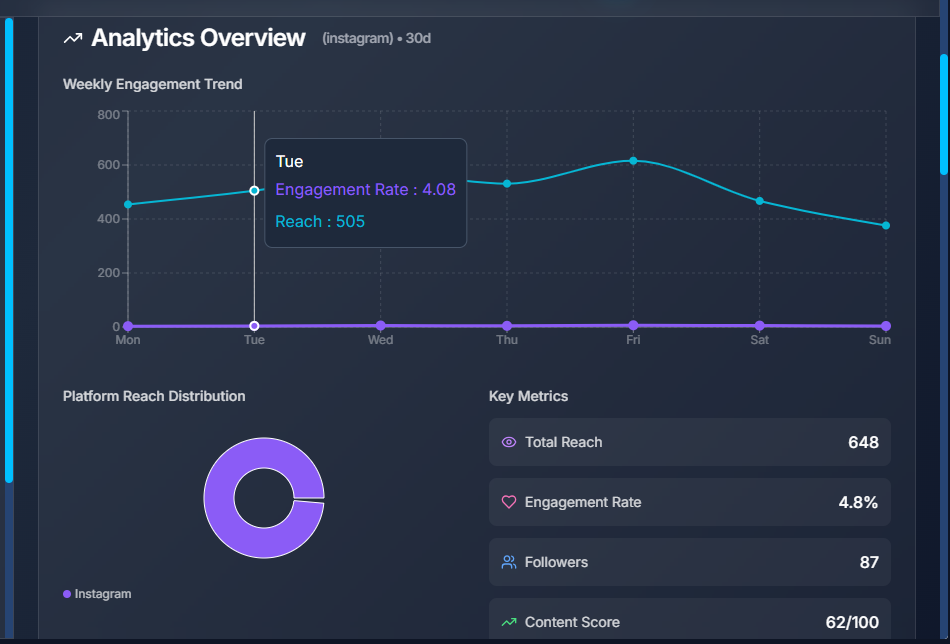 Analytics Overview (instagram) • 30d
Weekly Engagement Trend
800
600
400
200
0
Tue
Engagement Rate : 4.08
Reach : 505
Mon Tue Wed Thu Fri Sat Sun
Platform Reach Distribution
Instagram
Key Metrics
Total Reach 648
Engagement Rate 4.8%
Followers 87
Content Score 62/100